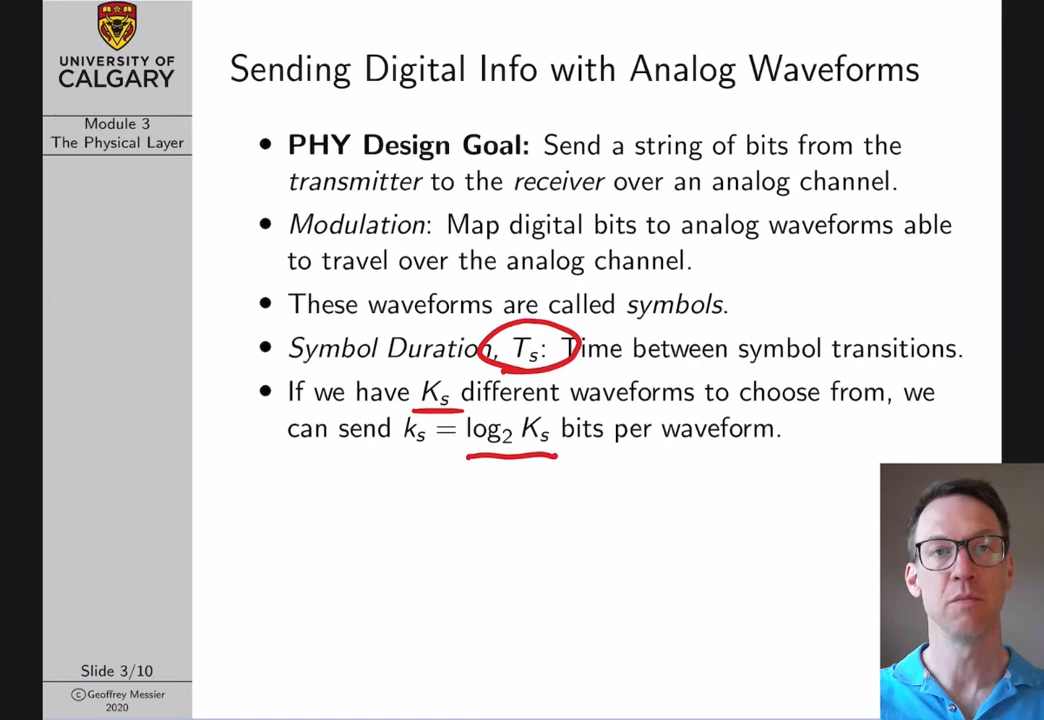 UNIVERSITY OF
CALGARY
Module 3
The Physical Layer
Sending Digital Info with Analog Waveforms
• PHY Design Goal: Send a string of bits from the
transmitter to the receiver over an analog channel.
• Modulation: Map digital bits to analog waveforms able
to travel over the analog channel.
• These waveforms are called symbols.
• Symbol Duration, Tₛ: Time between symbol transitions.
• If we have Kₛ different waveforms to choose from, we
can send kₛ = log₂ Kₛ bits per waveform.
Slide 3/10
©Geoffrey Messier
2020